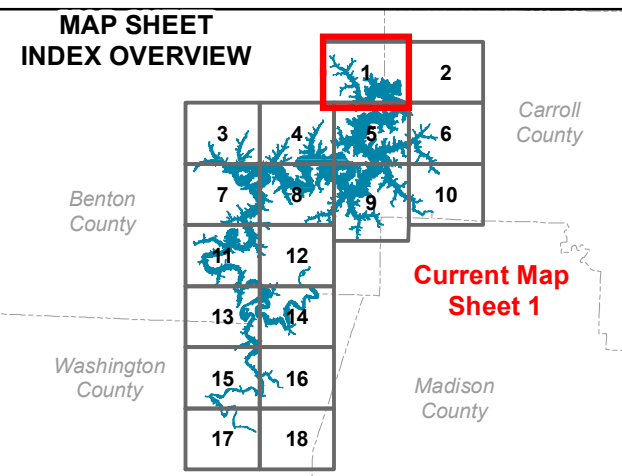 MAP SHEET
INDEX OVERVIEW
1
2
Carroll
County
3
4
5
6
Benton
County
7
8
9
10
11
12
Current Map
Sheet 1
13
14
Washington
County
15
16
Madison
County
17
18